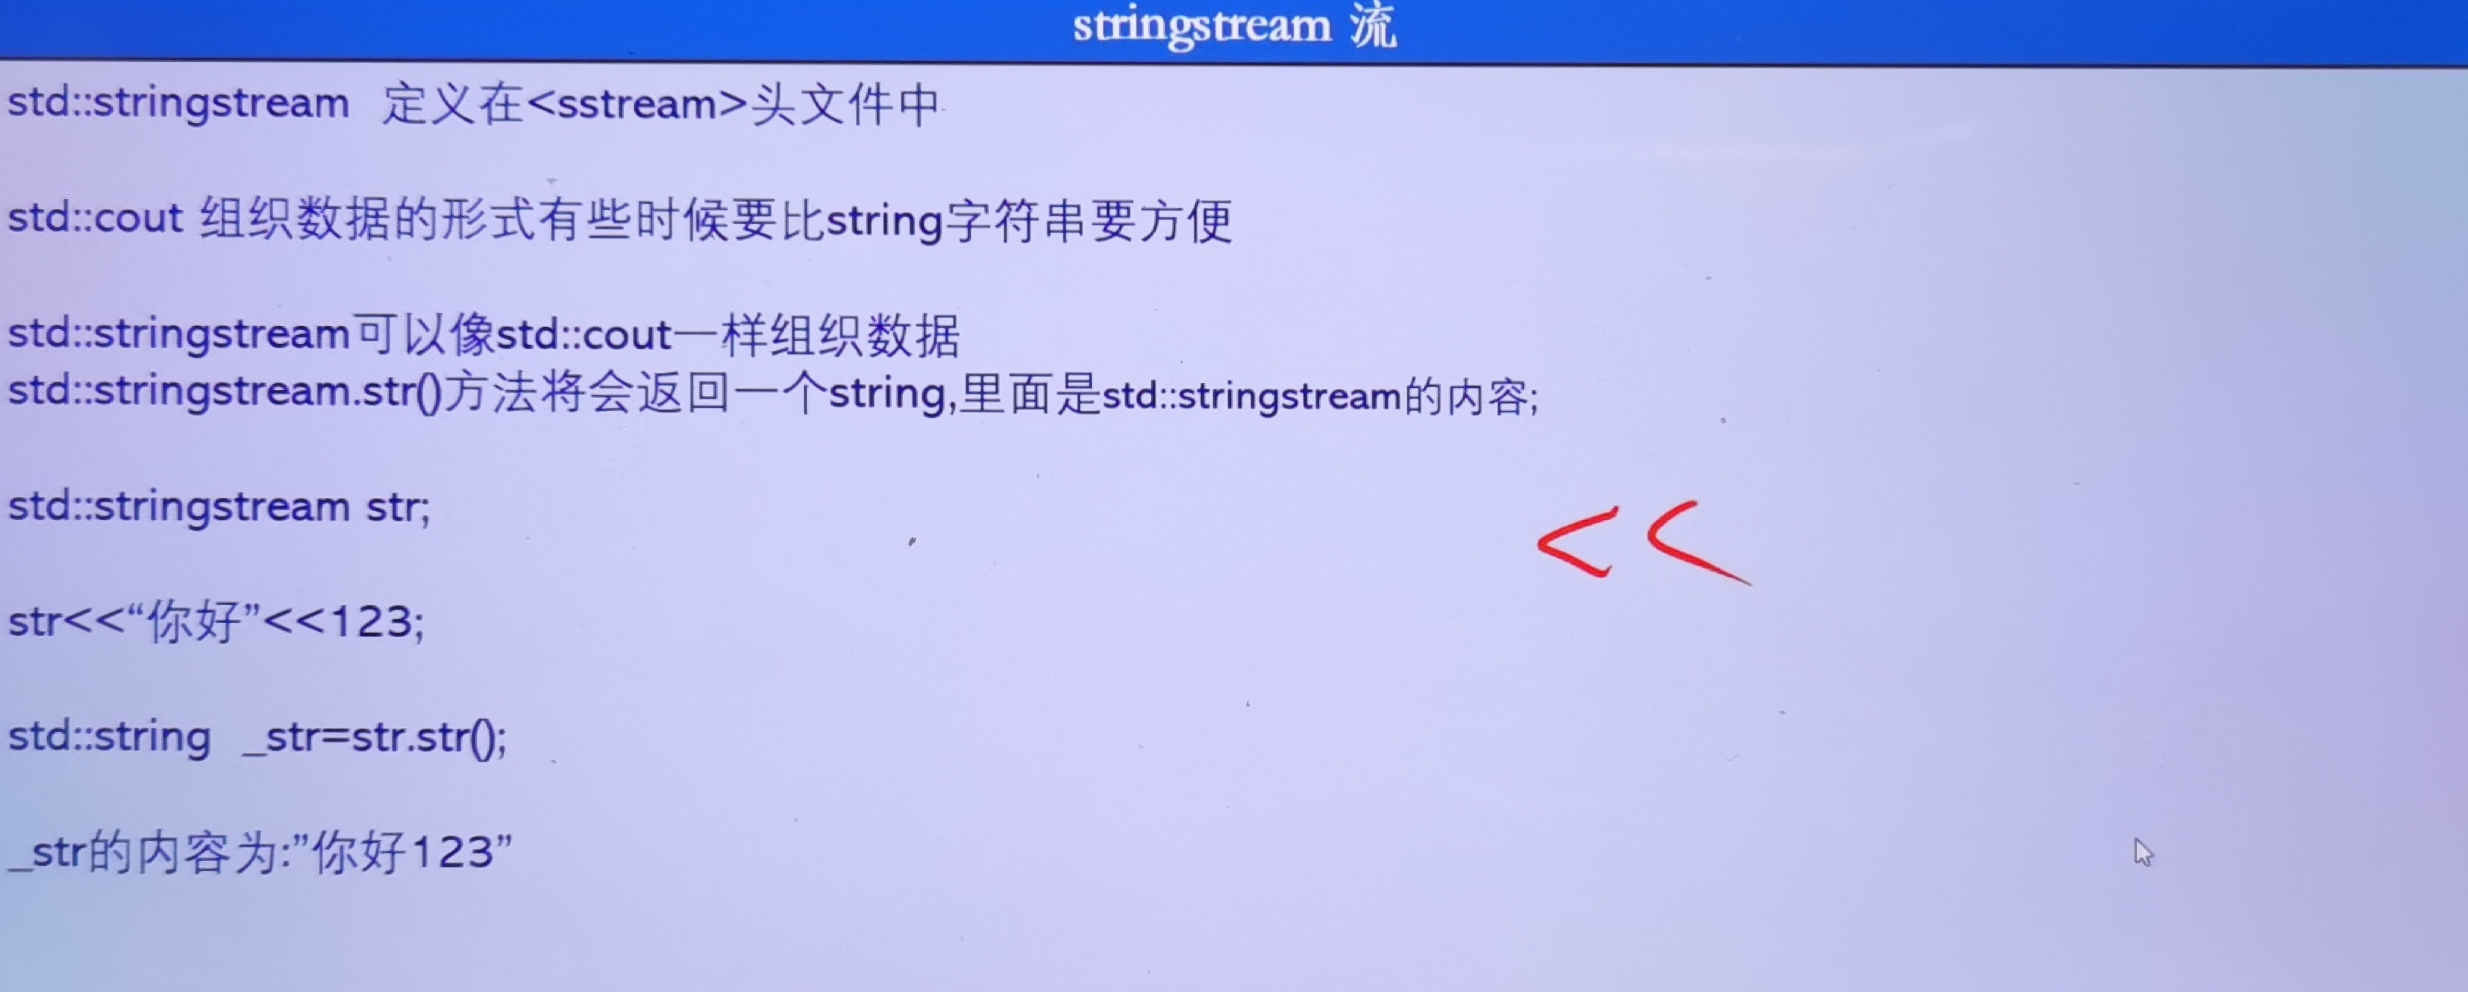 stringstream 流
std::stringstream 定义在<sstream>头文件中
std::cout 组织数据的形式有些时候要比string字符串要方便
std::stringstream可以像std::cout一样组织数据
std::stringstream.str()方法将会返回一个string,里面是std::stringstream的内容;
std::stringstream str;
<<
str<<“你好”<<123;
std::string _str=str.str();
_str的内容为:”你好123”